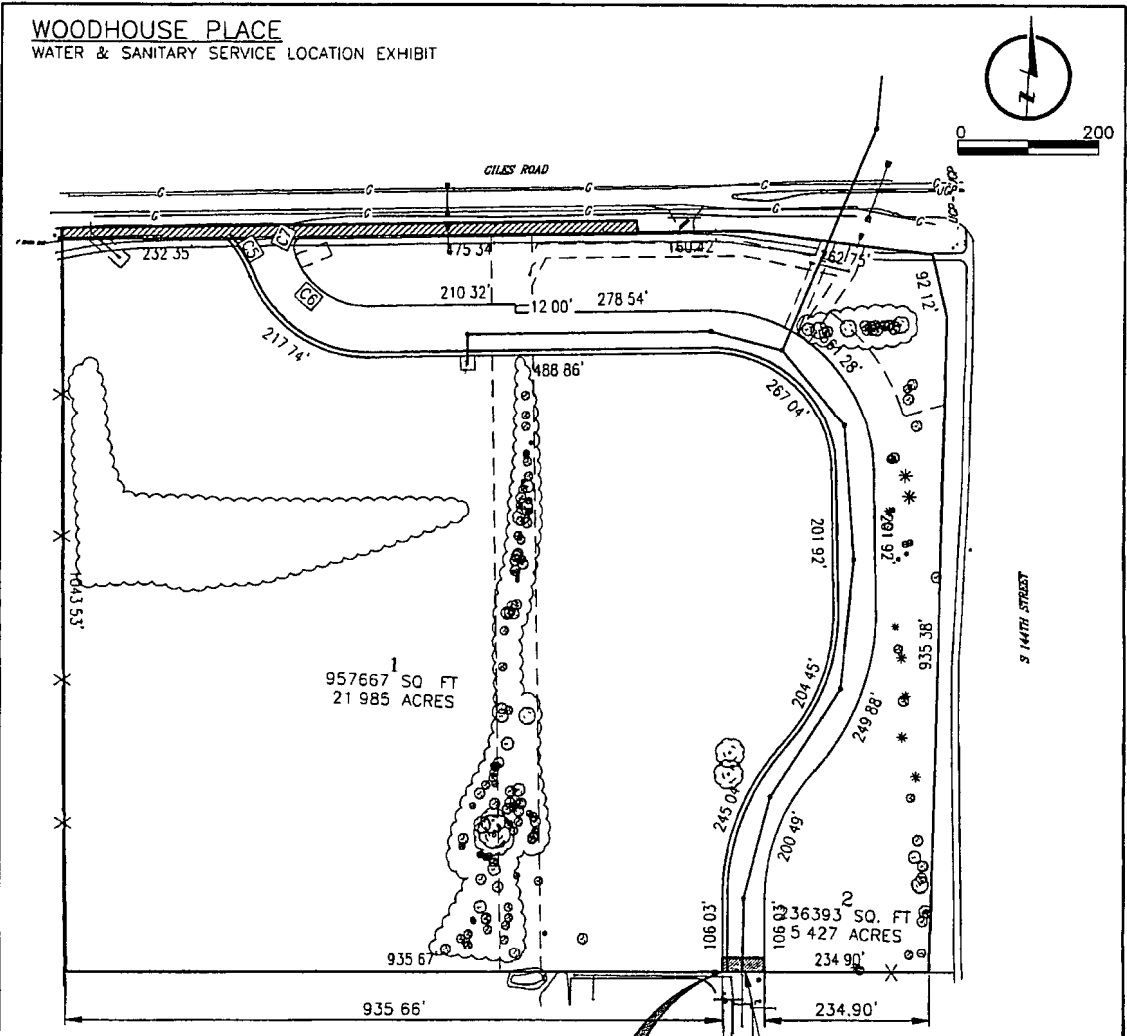 WOODHOUSE PLACE
WATER & SANITARY SERVICE LOCATION EXHIBIT
N
0 200
GILES ROAD
G G G G
G G G
232 35'
C5
C7
475 34'
160.42'
262 75'
92 12'
C6
210 32'
12 00'
278 54'
261 28'
217 74'
488 86'
267 04'
201 92'
201 92'
1043 53'
S 144TH STREET
935 38'
1
957667 SQ FT
21 985 ACRES
204 45'
249 88'
245 04'
200 49'
2
236393 SQ. FT
5 427 ACRES
106 03'
106 03'
935 67'
234 90'
935 66'
234.90'